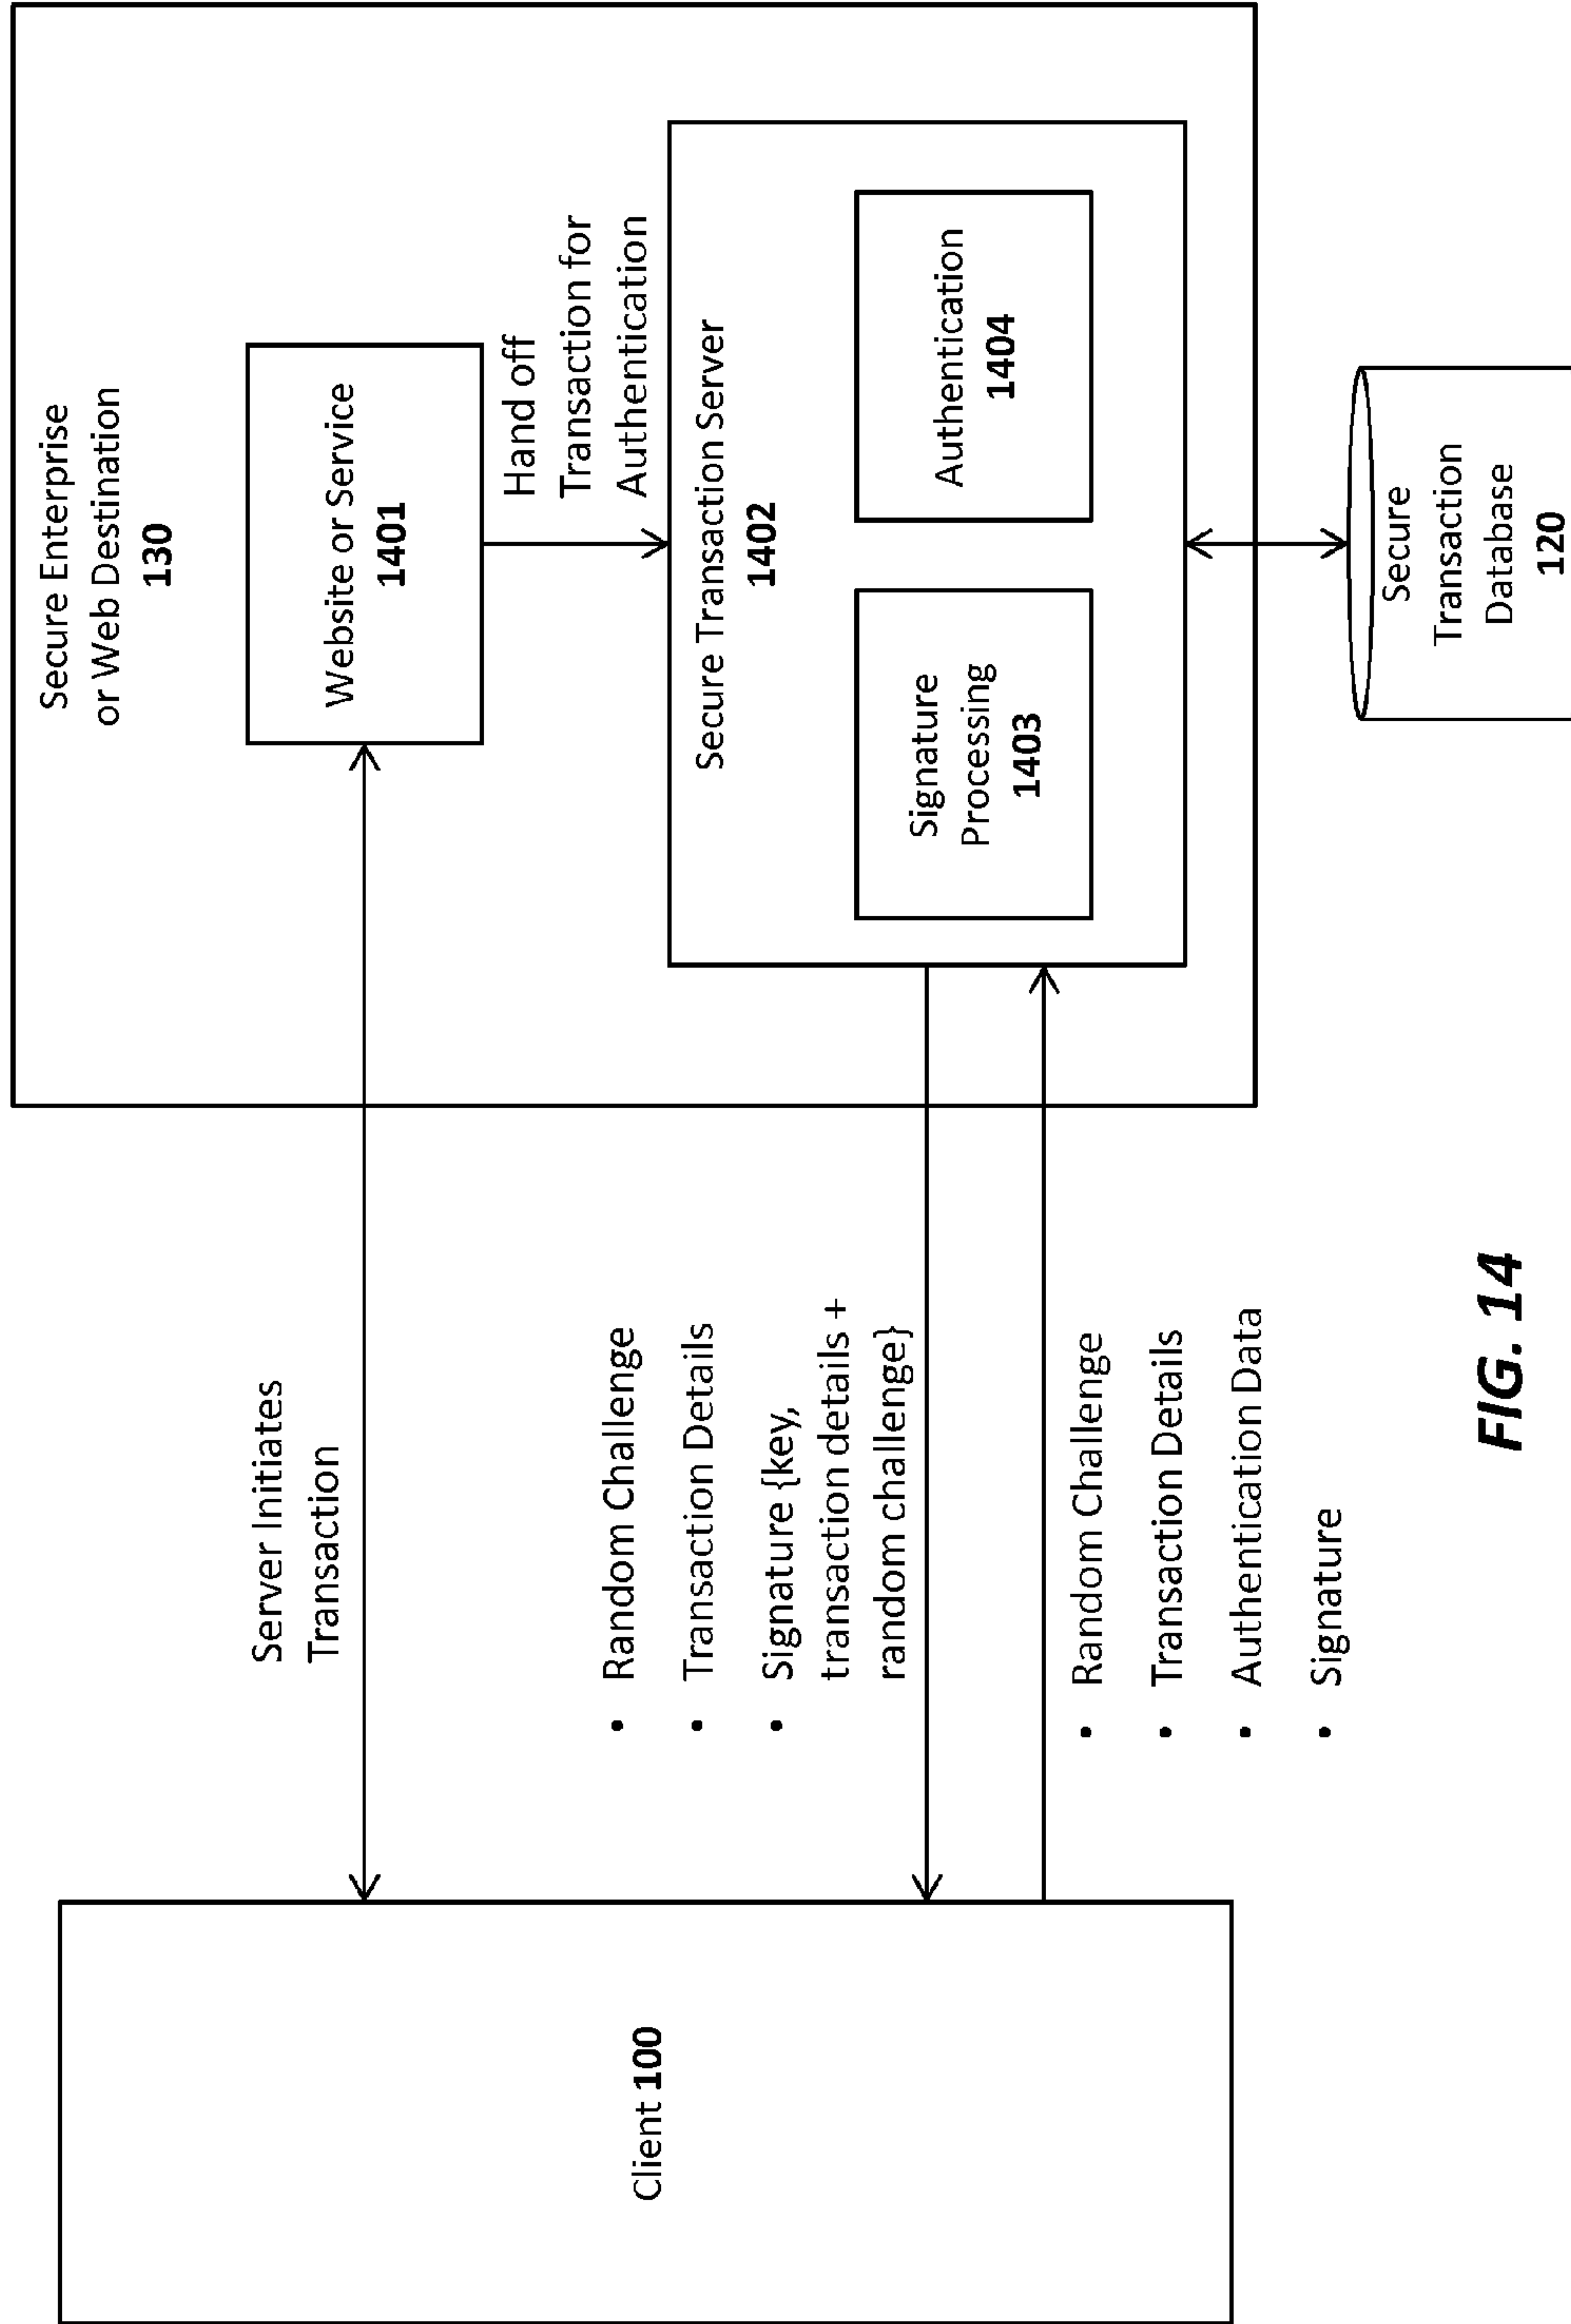 Client 100
Server Initiates
Transaction
• Random Challenge
• Transaction Details
• Signature {key,
transaction details +
random challenge}
• Random Challenge
• Transaction Details
• Authentication Data
• Signature
Secure Enterprise
or Web Destination
130
Website or Service
1401
Hand off
Transaction for
Authentication
Secure Transaction Server
1402
Signature
Processing
1403
Authentication
1404
Secure
Transaction
Database
120
FIG. 14